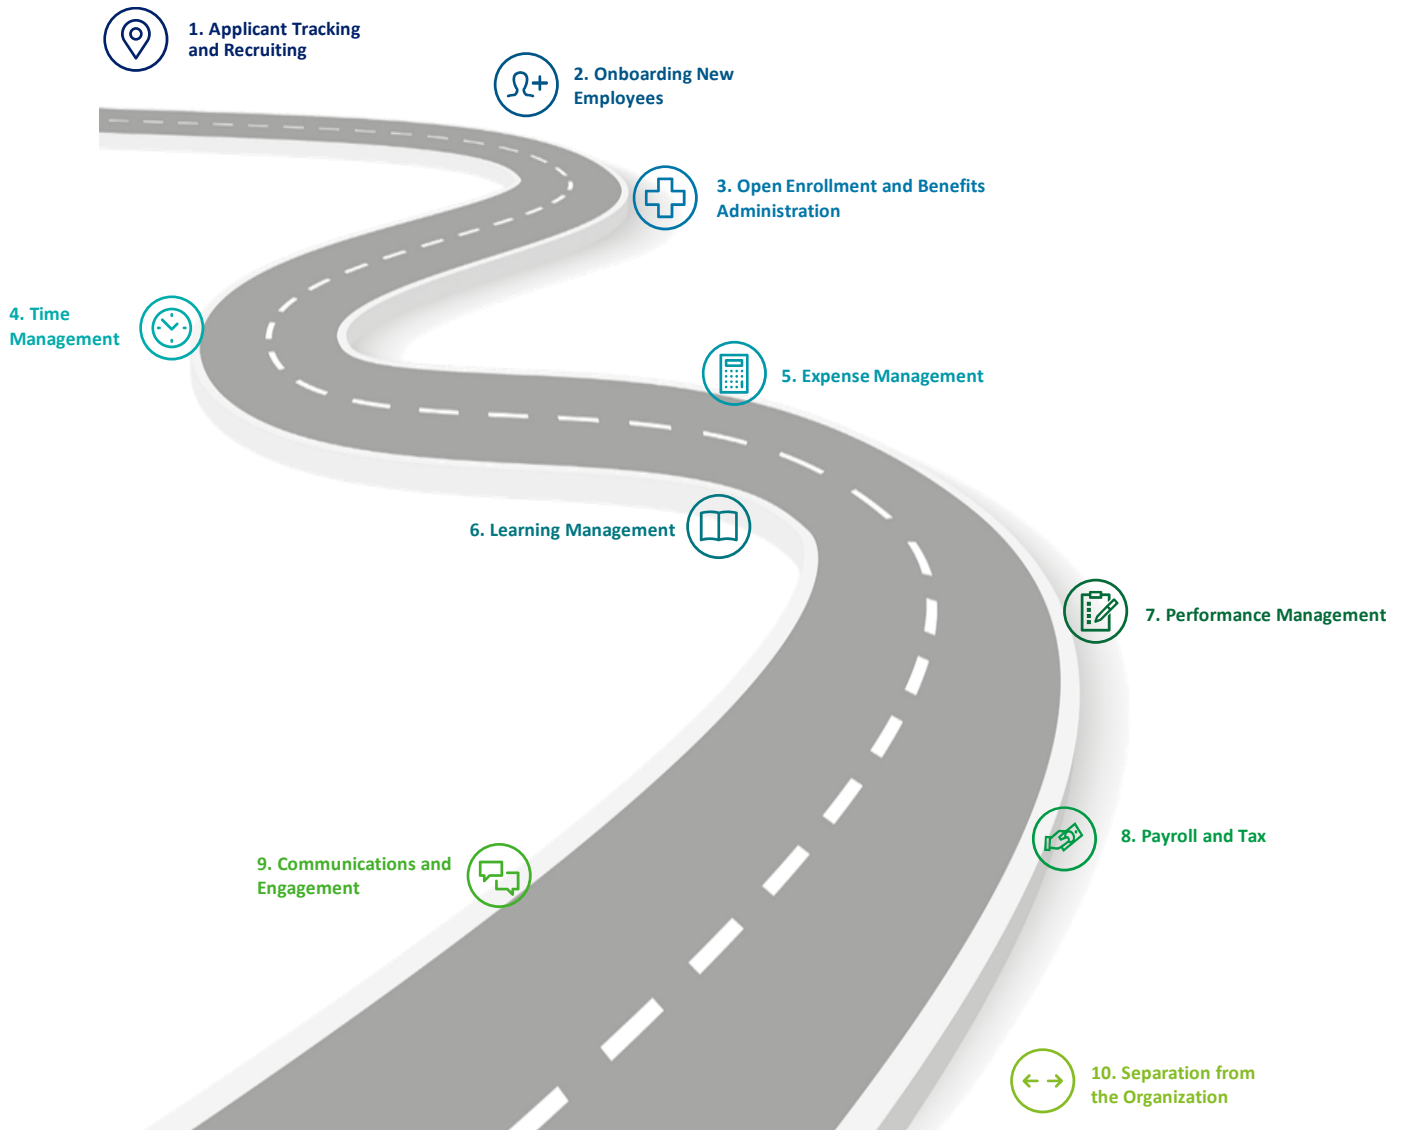 1. Applicant Tracking
and Recruiting
2. Onboarding New
Employees
3. Open Enrollment and Benefits
Administration
4. Time
Management
5. Expense Management
6. Learning Management
7. Performance Management
8. Payroll and Tax
9. Communications and
Engagement
10. Separation from
the Organization